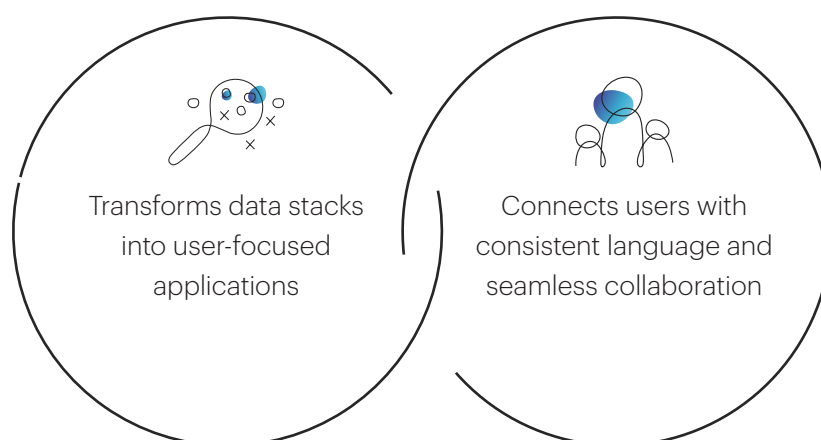 Transforms data stacks
into user-focused
applications
Connects users with
consistent language and
seamless collaboration